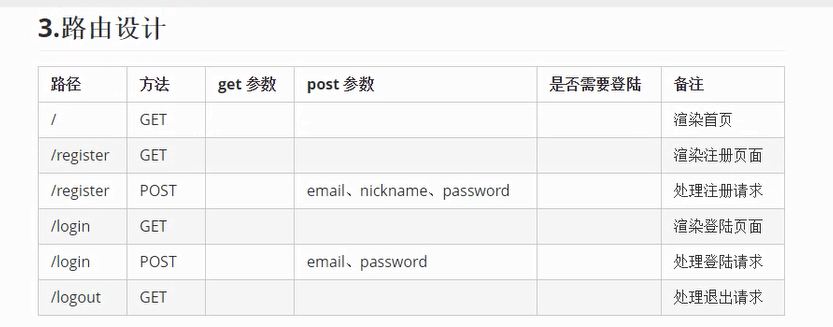 3.路由设计
路径 方法 get 参数 post 参数 是否需要登陆 备注
/ GET 渲染首页
/register GET 渲染注册页面
/register POST email、nickname、password 处理注册请求
/login GET 渲染登陆页面
/login POST email、password 处理登陆请求
/logout GET 处理退出请求